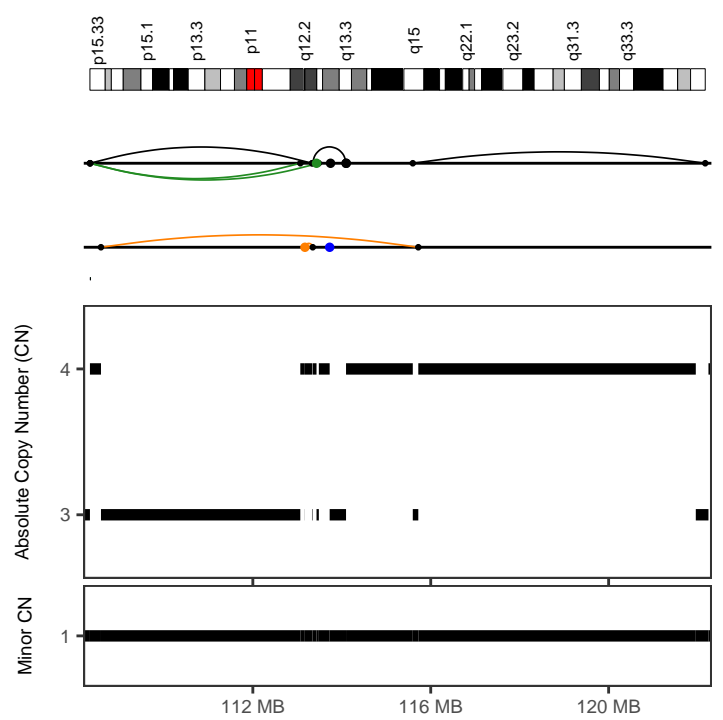 p15.33
p15.1
p13.3
p11
q12.2
q13.3
q15
q22.1
q23.2
q31.3
q33.3
Absolute Copy Number (CN)
4
3
Minor CN
1
112 MB
116 MB
120 MB